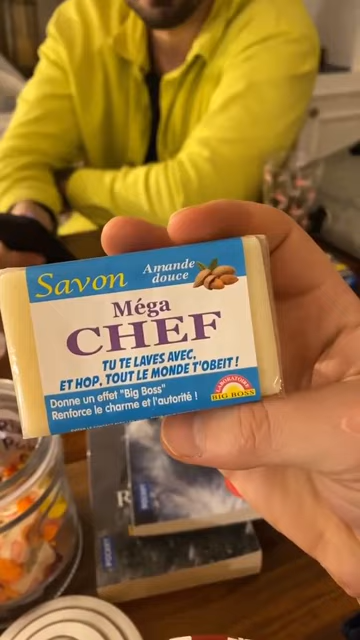 Savon
Amande
douce
Méga
CHEF
TU TE LAVES AVEC,
ET HOP, TOUT LE MONDE T'OBEIT !
Donne un effet "Big Boss"
Renforce le charme et l'autorité !
LABORATOIRE
BIG BOSS